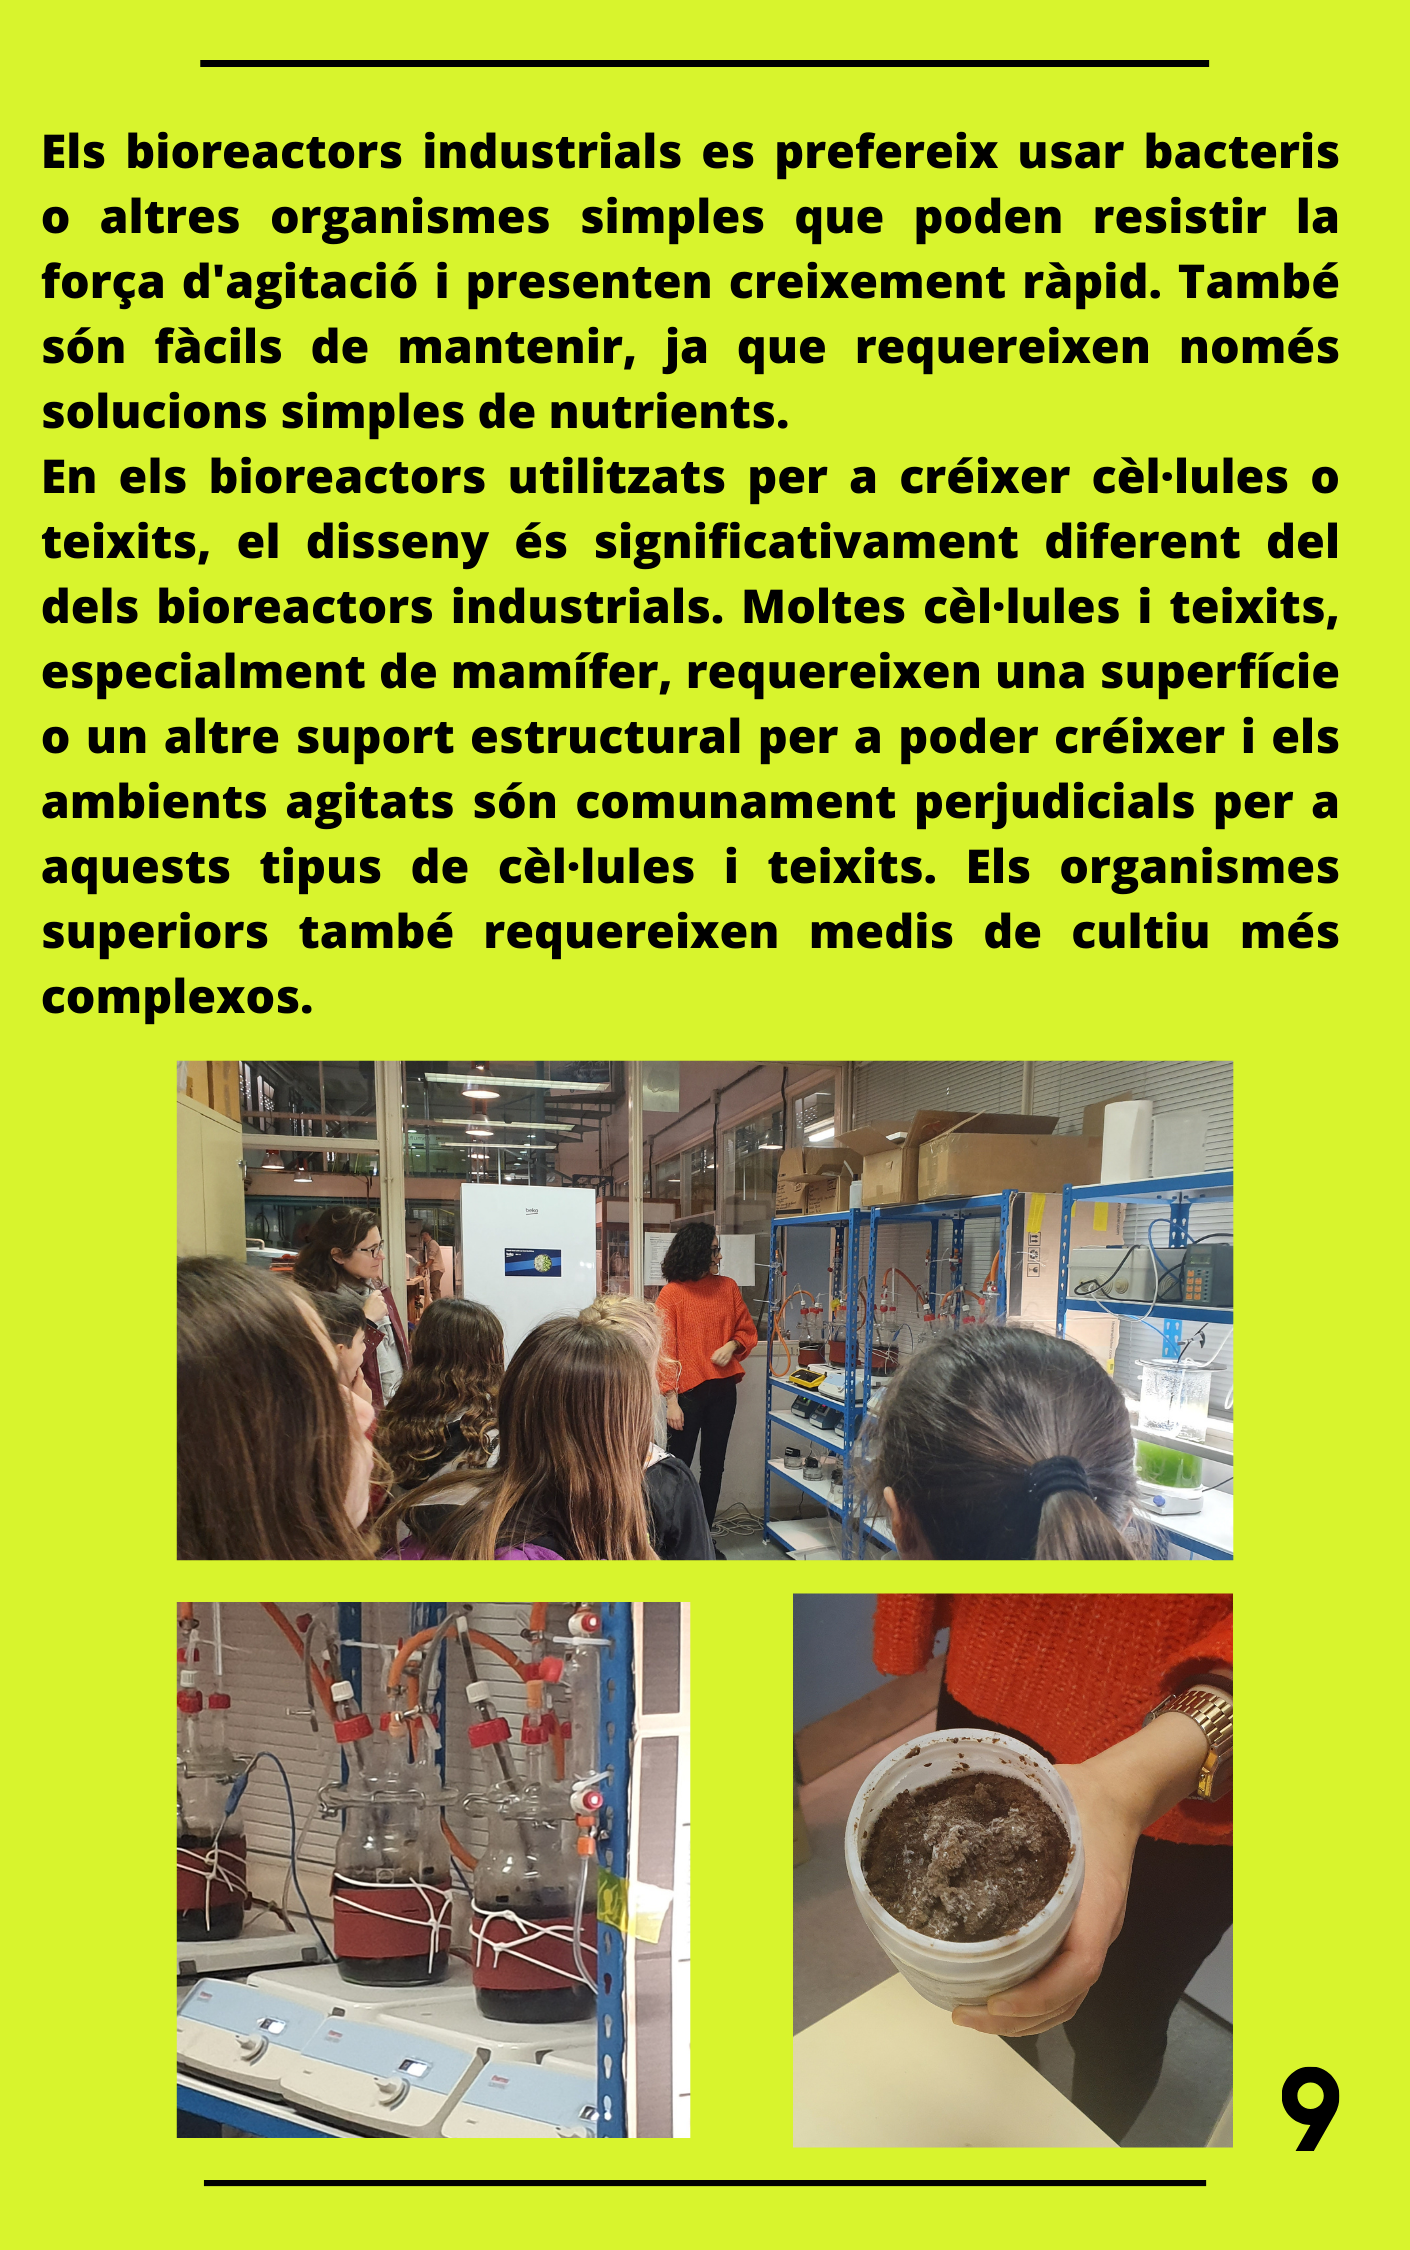 Els bioreactors industrials es prefereix usar bacteris
o altres organismes simples que poden resistir la
força d'agitació i presenten creixement ràpid. També
són fàcils de mantenir, ja que requereixen només
solucions simples de nutrients.
En els bioreactors utilitzats per a créixer cèl·lules o
teixits, el disseny és significativament diferent del
dels bioreactors industrials. Moltes cèl·lules i teixits,
especialment de mamífer, requereixen una superfície
o un altre suport estructural per a poder créixer i els
ambients agitats són comunament perjudicials per a
aquests tipus de cèl·lules i teixits. Els organismes
superiors també requereixen medis de cultiu més
complexos.
beko
9